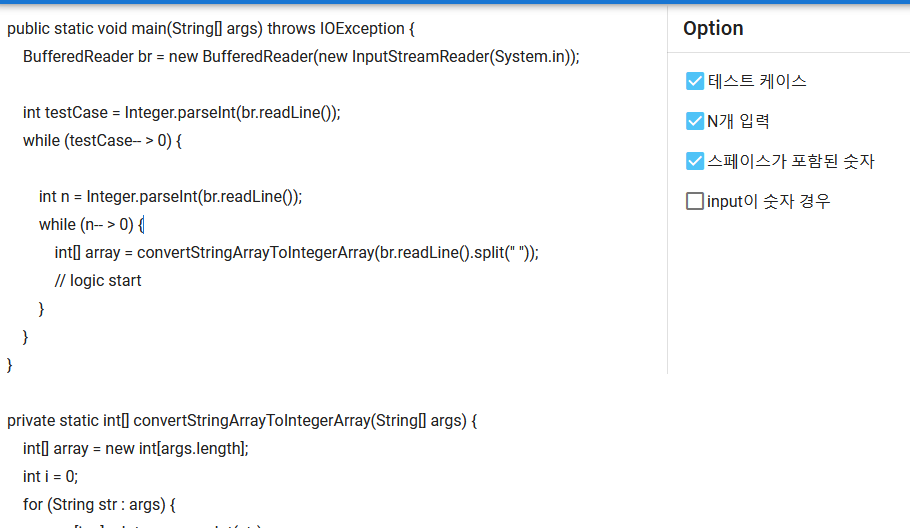 public static void main(String[] args) throws IOException {
BufferedReader br = new BufferedReader(new InputStreamReader(System.in));
int testCase = Integer.parseInt(br.readLine());
while (testCase-- > 0) {
int n = Integer.parseInt(br.readLine());
while (n-- > 0) {
int[] array = convertStringArrayToIntegerArray(br.readLine().split(" "));
// logic start
}
}
}
private static int[] convertStringArrayToIntegerArray(String[] args) {
int[] array = new int[args.length];
int i = 0;
for (String str : args) {
Option
테스트 케이스
N개 입력
스페이스가 포함된 숫자
input이 숫자 경우